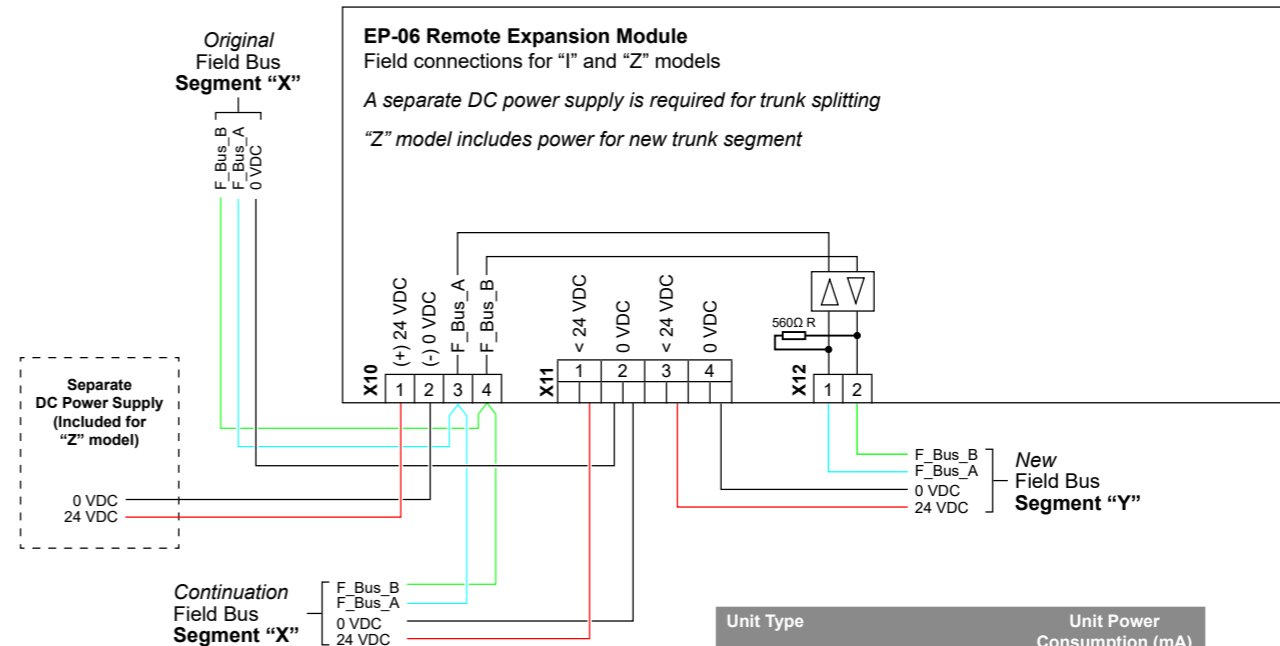 EP-06 Remote Expansion Module
Field connections for “I” and “Z” models
A separate DC power supply is required for trunk splitting
“Z” model includes power for new trunk segment
Original
Field Bus
Segment “X”
F_Bus_B
F_Bus_A
0 VDC
(+) 24 VDC
(-) 0 VDC
F_Bus_A
F_Bus_B
< 24 VDC
0 VDC
< 24 VDC
0 VDC
560Ω R
X10
1 2 3 4
X11
1 2 3 4
X12
1 2
Separate
DC Power Supply
(Included for
“Z” model)
0 VDC
24 VDC
F_Bus_B
F_Bus_A
0 VDC
24 VDC
New
Field Bus
Segment “Y”
Continuation
Field Bus
Segment “X”
F_Bus_B
F_Bus_A
0 VDC
24 VDC
Unit Type
Unit Power
Consumption (mA)